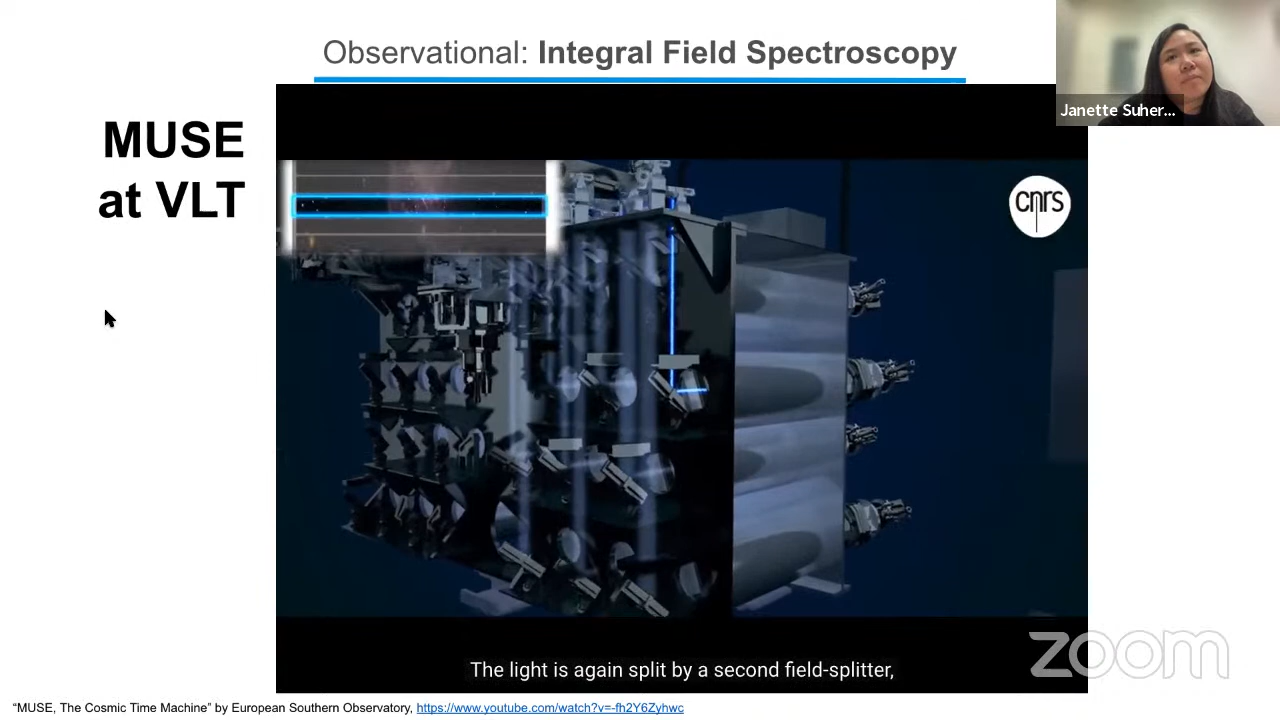 Observational: Integral Field Spectroscopy
MUSE
at VLT
Janette Suher...
cnrs
The light is again split by a second field-splitter,
zoom
“MUSE, The Cosmic Time Machine” by European Southern Observatory, https://www.youtube.com/watch?v=-fh2Y6Zyhwc